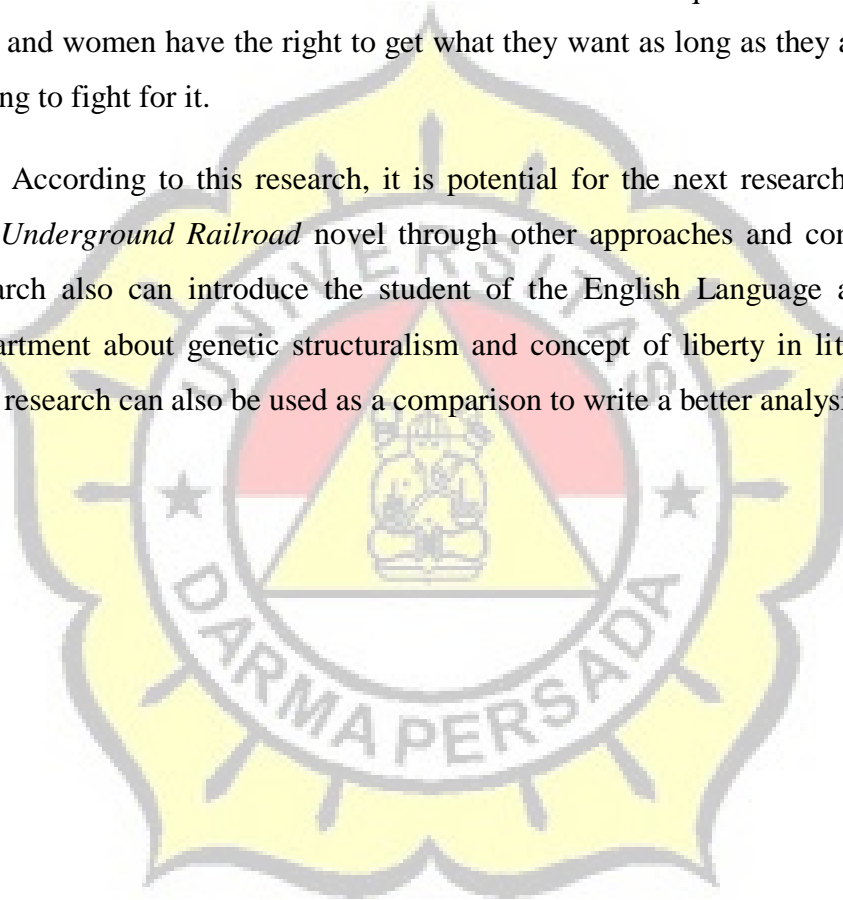 and women have the right to get what they want as long as they a
ng to fight for it.
According to this research, it is potential for the next research
Underground Railroad novel through other approaches and con
arch also can introduce the student of the English Language a
artment about genetic structuralism and concept of liberty in lit
research can also be used as a comparison to write a better analysi
UNIVERSITAS
DARMA PERSADA